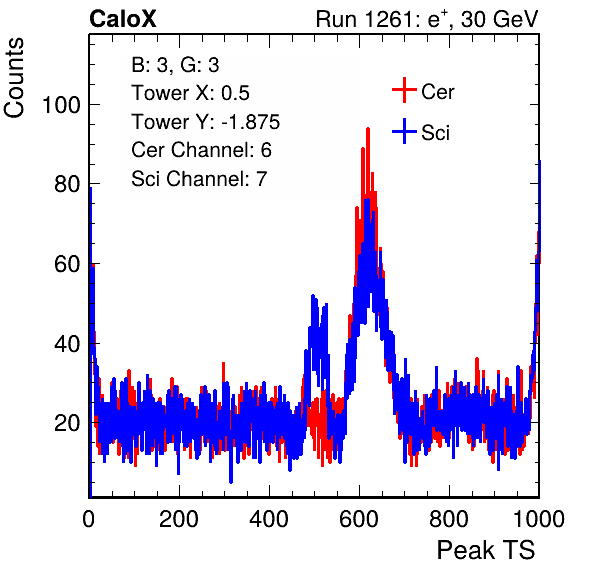 CaloX Run 1261: e⁺, 30 GeV
B: 3, G: 3
Tower X: 0.5
Tower Y: -1.875
Cer Channel: 6
Sci Channel: 7
Cer
Sci
Counts
100
80
60
40
20
0 200 400 600 800 1000
Peak TS